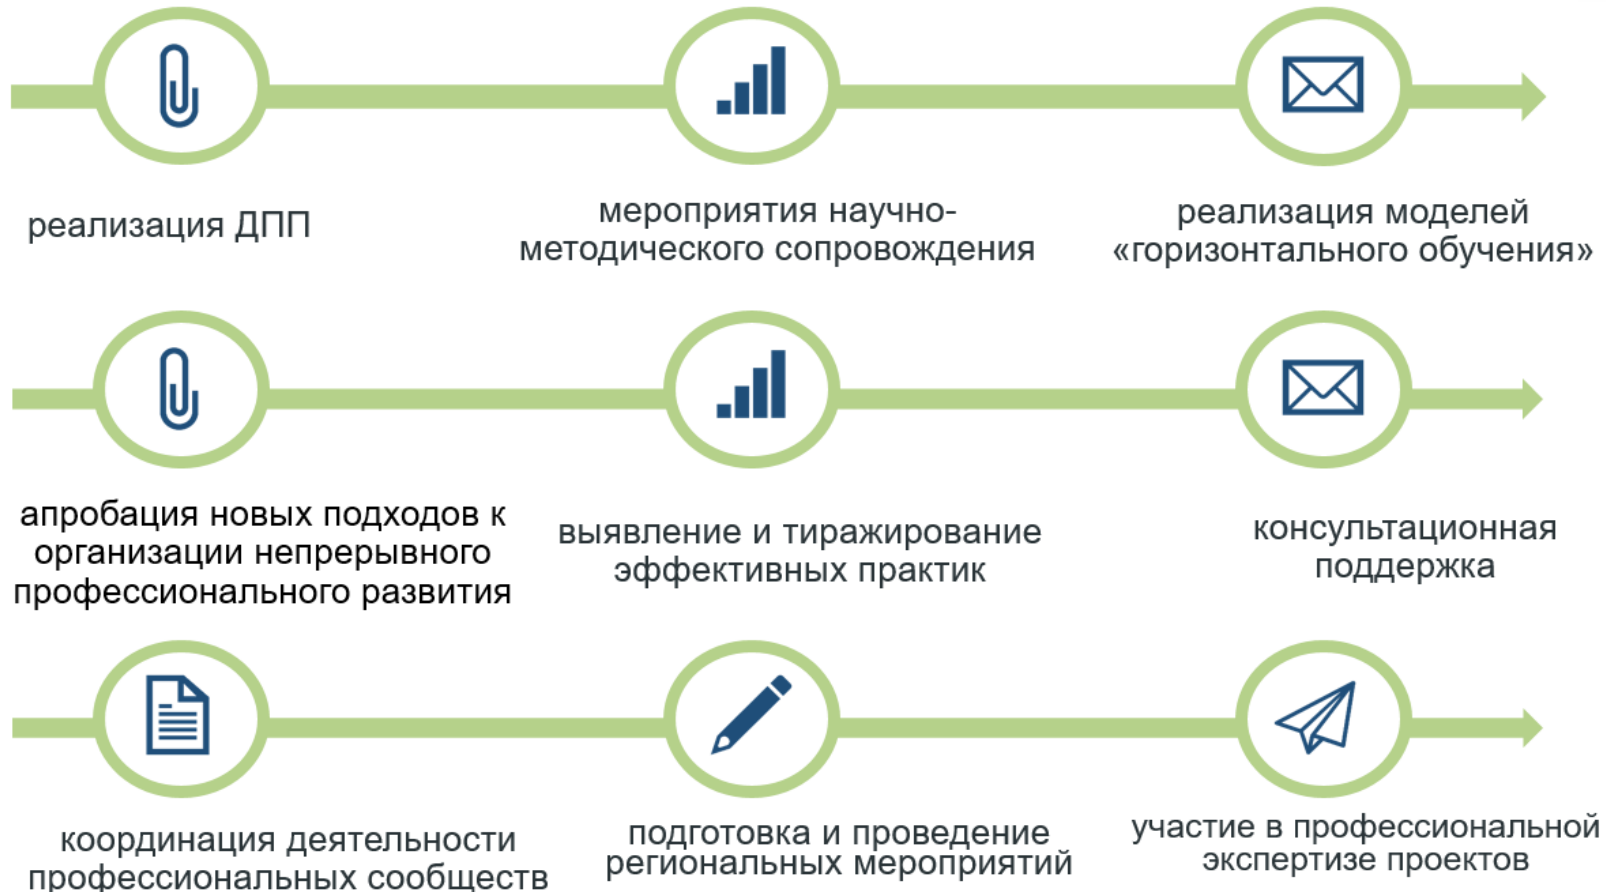 реализация ДПП
мероприятия научно-
методического сопровождения
реализация моделей
«горизонтального обучения»
апробация новых подходов к
организации непрерывного
профессионального развития
выявление и тиражирование
эффективных практик
консультационная
поддержка
координация деятельности
профессиональных сообществ
подготовка и проведение
региональных мероприятий
участие в профессиональной
экспертизе проектов